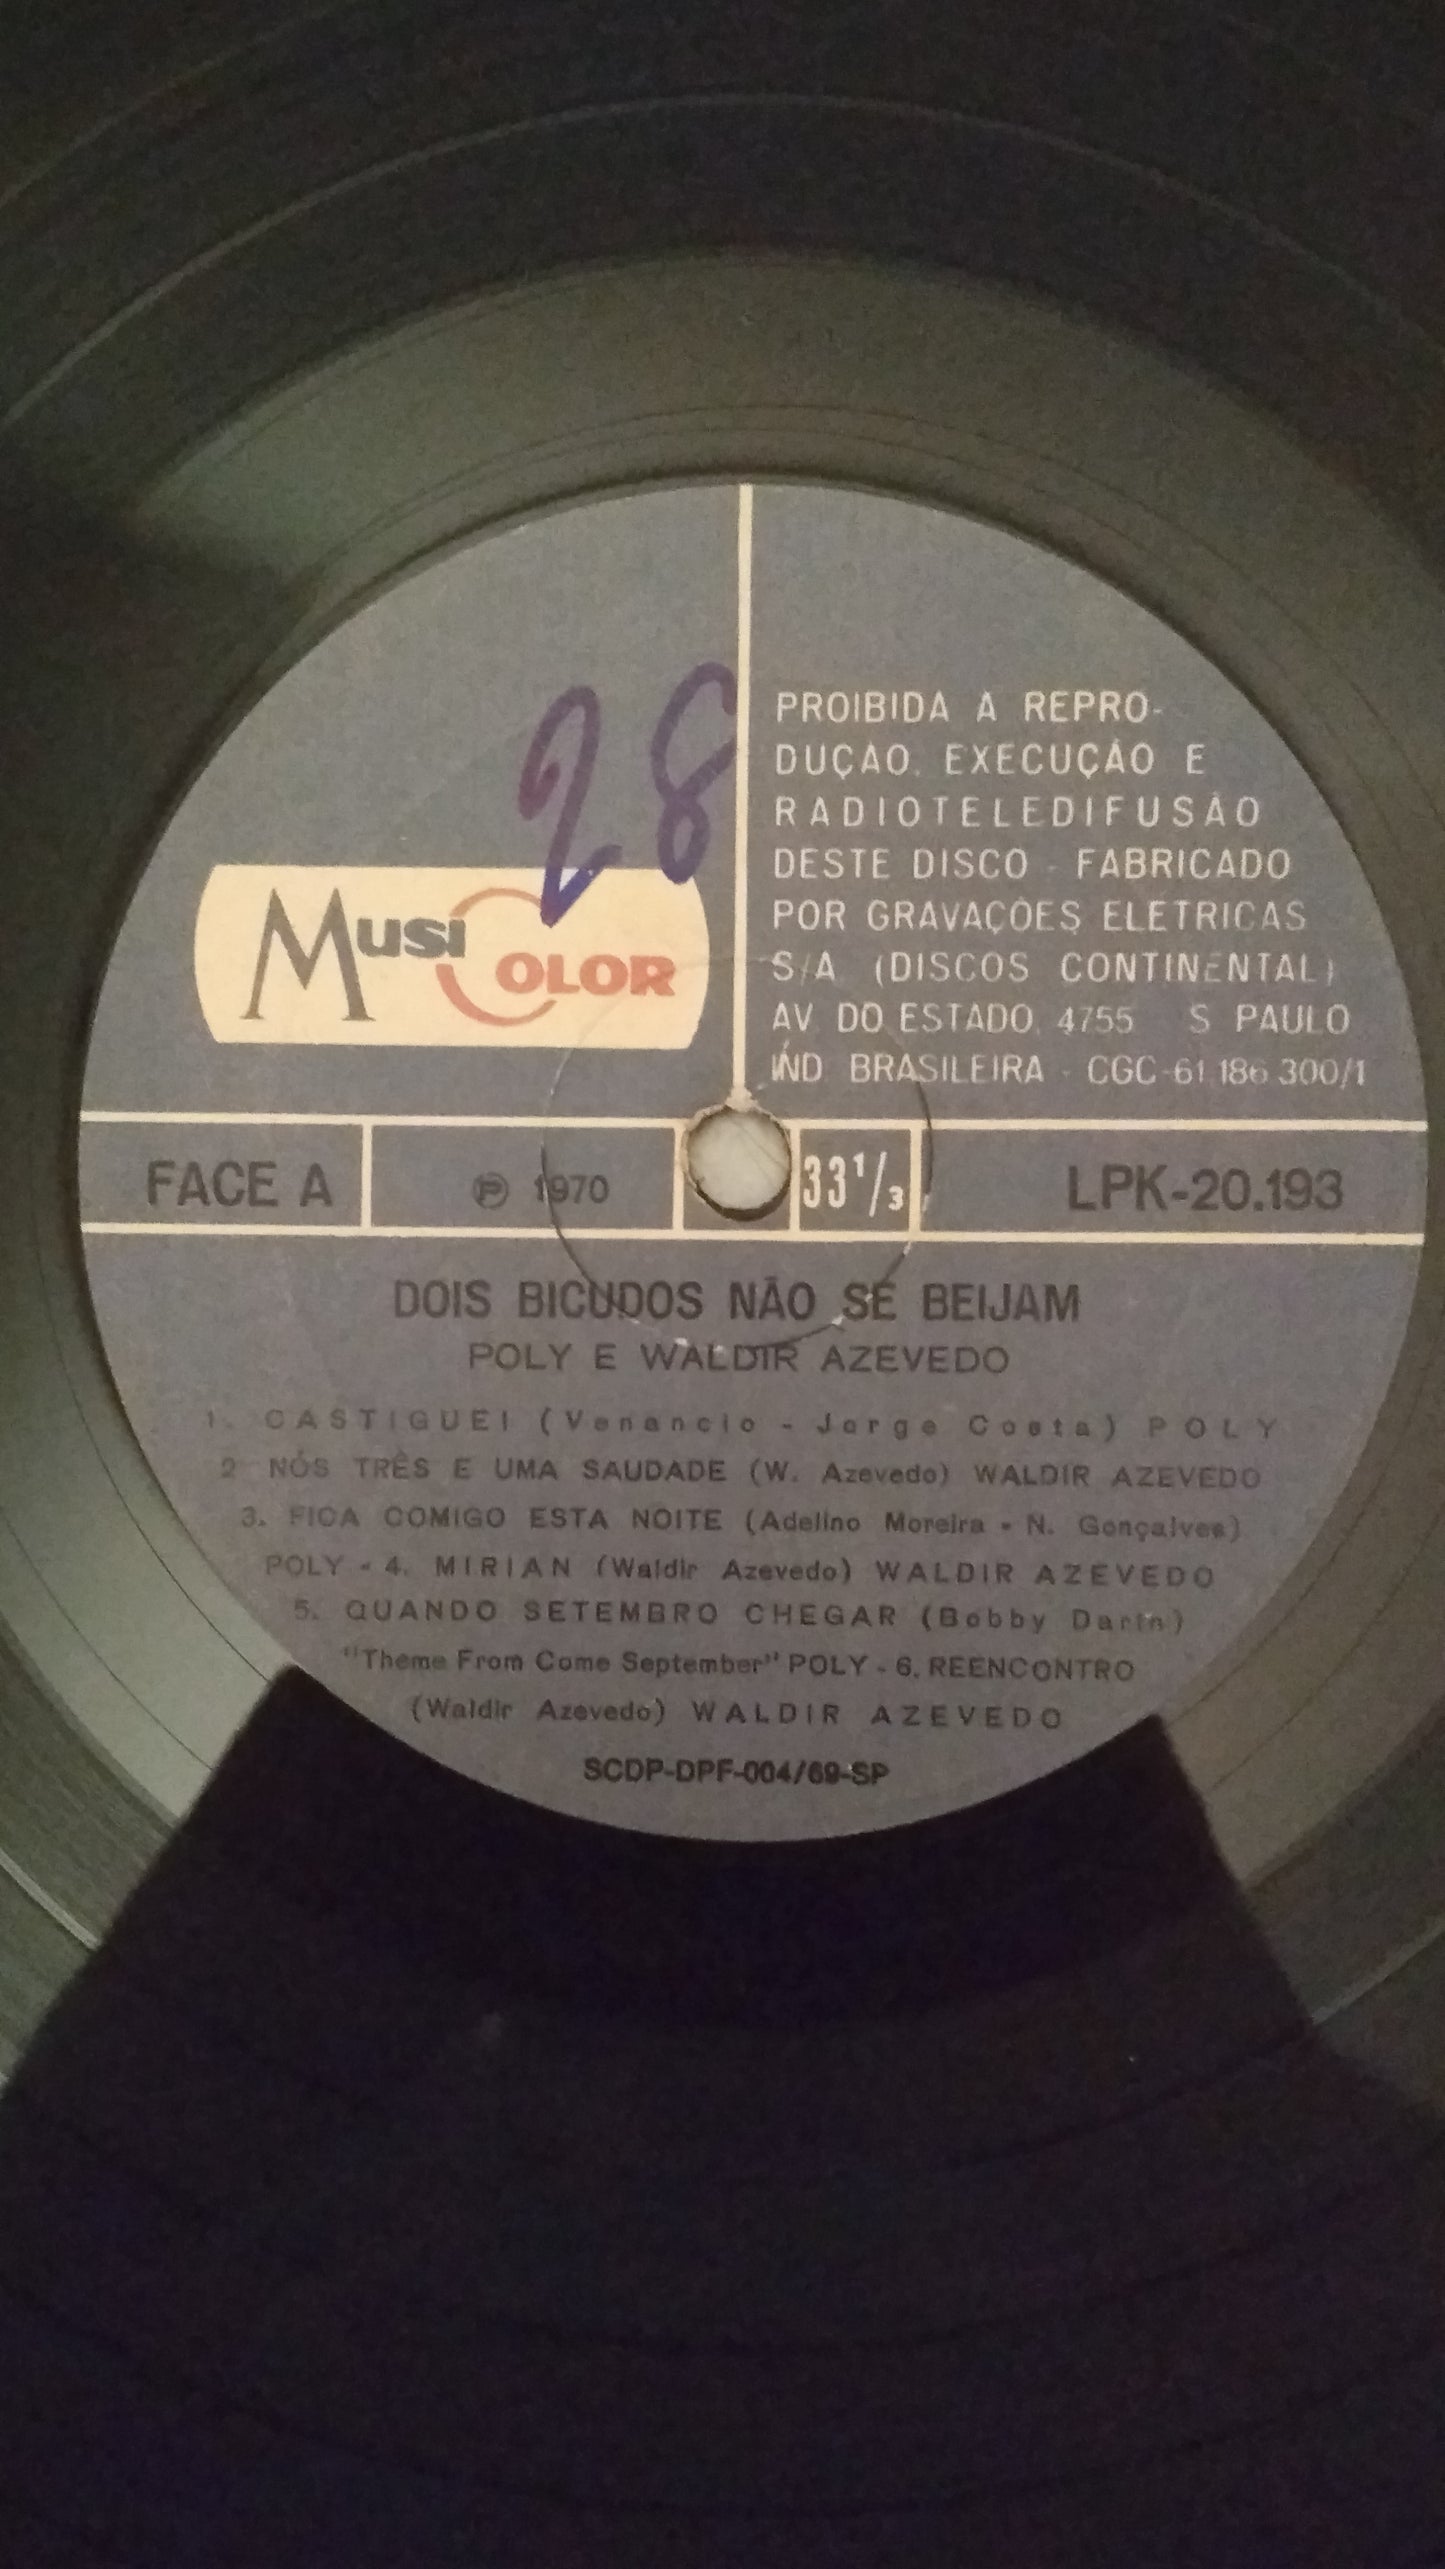 28
MUSICOLOR
PROIBIDA A REPRO-
DUÇÃO, EXECUÇÃO E
RADIOTELEDIFUSÃO
DESTE DISCO - FABRICADO
POR GRAVAÇÕES ELÉTRICAS
S/A (DISCOS CONTINENTAL)
AV. DO ESTADO, 4755 S. PAULO
IND. BRASILEIRA - CGC-61.186.300/1
FACE A
℗ 1970
33 1/3
LPK-20.193
DOIS BICUDOS NÃO SE BEIJAM
POLY E WALDIR AZEVEDO
1. CASTIGUEI (Venancio - Jorge Costa) POLY
2 NÓS TRÊS E UMA SAUDADE (W. Azevedo) WALDIR AZEVEDO
3. FICA COMIGO ESTA NOITE (Adelino Moreira - N. Gonçalves)
POLY - 4. MIRIAN (Waldir Azevedo) WALDIR AZEVEDO
5. QUANDO SETEMBRO CHEGAR (Bobby Darin)
"Theme From Come September" POLY - 6. REENCONTRO
(Waldir Azevedo) WALDIR AZEVEDO
SCDP-DPF-004/69-SP